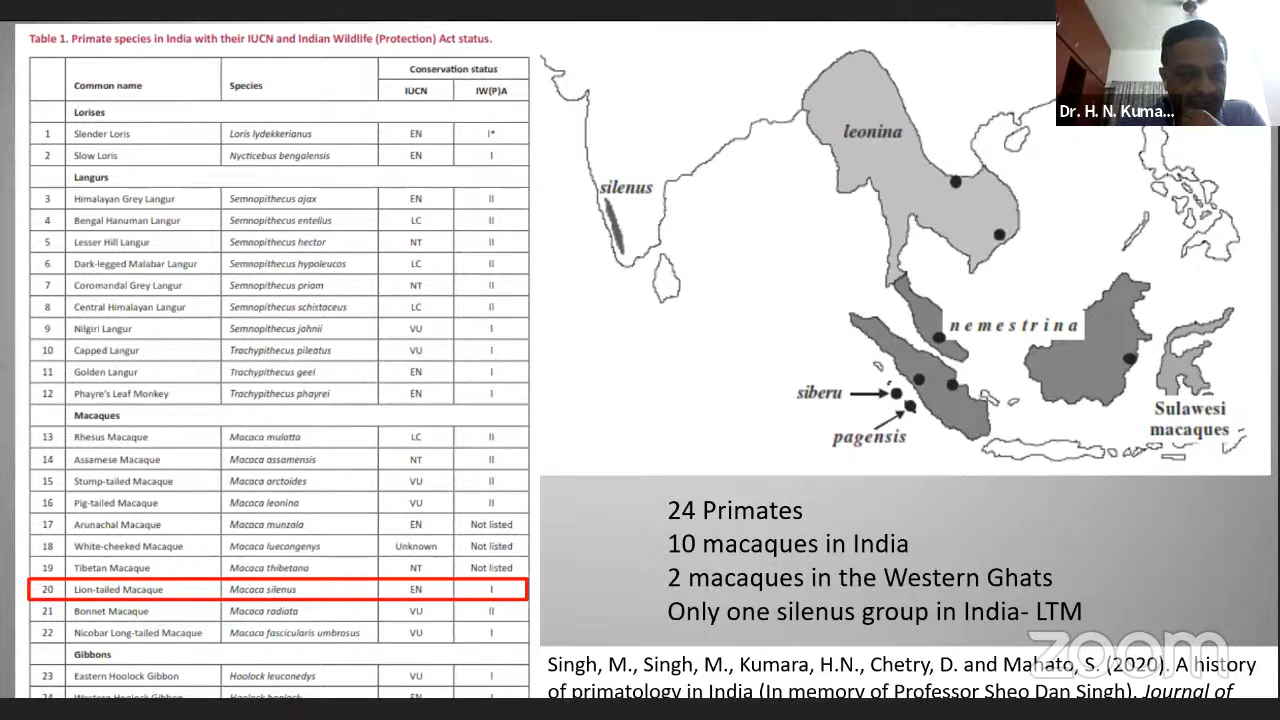 Table 1. Primate species in India with their IUCN and Indian Wildlife (Protection) Act status.
Common name Species Conservation status
IUCN IW(P)A
Lorises
1 Slender Loris Loris lydekkerianus EN I*
2 Slow Loris Nycticebus bengalensis EN I
Langurs
3 Himalayan Grey Langur Semnopithecus ajax EN II
4 Bengal Hanuman Langur Semnopithecus entellus LC II
5 Lesser Hill Langur Semnopithecus hector NT II
6 Dark-legged Malabar Langur Semnopithecus hypoleucos LC II
7 Coromandal Grey Langur Semnopithecus priam NT II
8 Central Himalayan Langur Semnopithecus schistaceus LC II
9 Nilgiri Langur Semnopithecus johnii VU I
10 Capped Langur Trachypithecus pileatus VU I
11 Golden Langur Trachypithecus geei EN I
12 Phayre's Leaf Monkey Trachypithecus phayrei EN I
Macaques
13 Rhesus Macaque Macaca mulatta LC II
14 Assamese Macaque Macaca assamensis NT II
15 Stump-tailed Macaque Macaca arctoides VU II
16 Pig-tailed Macaque Macaca leonina VU II
17 Arunachal Macaque Macaca munzala EN Not listed
18 White-cheeked Macaque Macaca luecongenys Unknown Not listed
19 Tibetan Macaque Macaca thibetana NT Not listed
20 Lion-tailed Macaque Macaca silenus EN I
21 Bonnet Macaque Macaca radiata VU II
22 Nicobar Long-tailed Macaque Macaca fascicularis umbrosus VU I
Gibbons
23 Eastern Hoolock Gibbon Hoolock leuconedys VU I
24 Western Hoolock Gibbon Hoolock hoolock EN I
Dr. H. N. Kuma...
leonina
silenus
nemestrina
siberu
pagensis
Sulawesi
macaques
24 Primates
10 macaques in India
2 macaques in the Western Ghats
Only one silenus group in India- LTM
zoom
Singh, M., Singh, M., Kumara, H.N., Chetry, D. and Mahato, S. (2020). A history
of primatology in India (In memory of Professor Sheo Dan Singh). Journal of